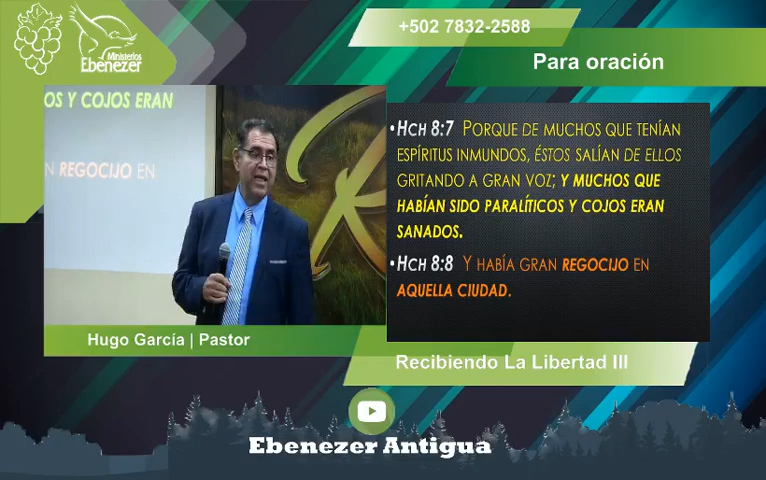 +502 7832-2588
Ministerios
Ebenezer
Para oración
OS Y COJOS ERAN
N REGOCIJO EN
•Hch 8:7 Porque de muchos que tenían
espíritus inmundos, éstos salían de ellos
gritando a gran voz; y muchos que
habían sido paralíticos y cojos eran
sanados.
•Hch 8:8 Y había gran regocijo en
aquella ciudad.
Hugo García | Pastor
Recibiendo La Libertad III
Ebenezer Antigua